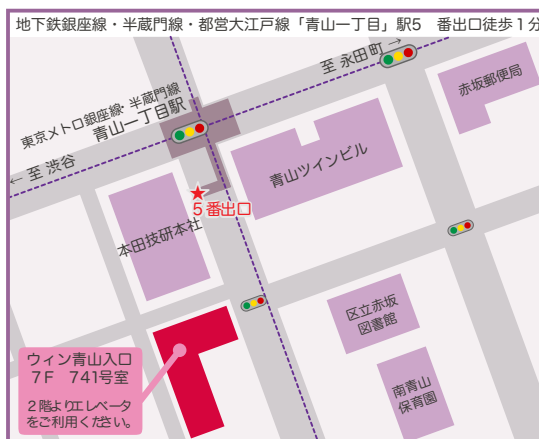 地下鉄銀座線・半蔵門線・都営大江戸線「青山一丁目」駅5　番出口徒歩１分
至 永田町 →
赤坂郵便局
東京メトロ銀座線・半蔵門線
青山一丁目駅
← 至 渋谷
青山ツインビル
５番出口
本田技研本社
区立赤坂
図書館
ウィン青山入口
７Ｆ　741号室
２階よりエレベータ
をご利用ください。
南青山
保育園